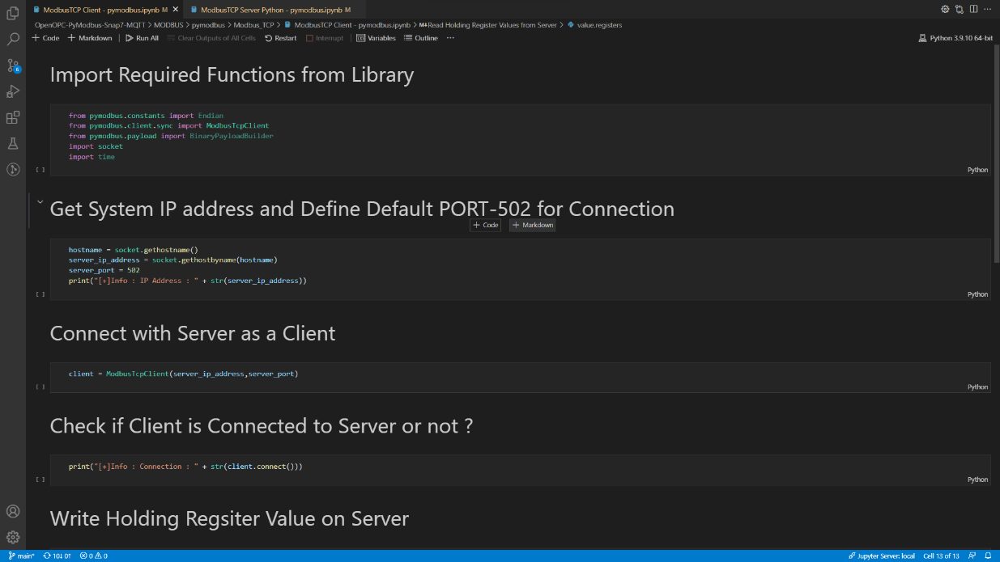 ModbusTCP Client - pymodbus.ipynb M
ModbusTCP Server Python - pymodbus.ipynb M
OpenOPC-PyModbus-Snap7-MQTT > MODBUS > pymodbus > Modbus_TCP > ModbusTCP Client - pymodbus.ipynb > M↓Read Holding Register Values from Server > value.registers
+ Code + Markdown Run All Clear Outputs of All Cells Restart Interrupt Variables Outline ... Python 3.9.10 64-bit
6
Import Required Functions from Library
from pymodbus.constants import Endian
from pymodbus.client.sync import ModbusTcpClient
from pymodbus.payload import BinaryPayloadBuilder
import socket
import time
[ ] Python
Get System IP address and Define Default PORT-502 for Connection
+ Code + Markdown
hostname = socket.gethostname()
server_ip_address = socket.gethostbyname(hostname)
server_port = 502
print("[+]Info : IP Address : " + str(server_ip_address))
[ ] Python
Connect with Server as a Client
client = ModbusTcpClient(server_ip_address,server_port)
[ ] Python
Check if Client is Connected to Server or not ?
print("[+]Info : Connection : " + str(client.connect()))
[ ] Python
Write Holding Regsiter Value on Server
main* 10↓ 0↑ 0 0 Jupyter Server: local Cell 13 of 13